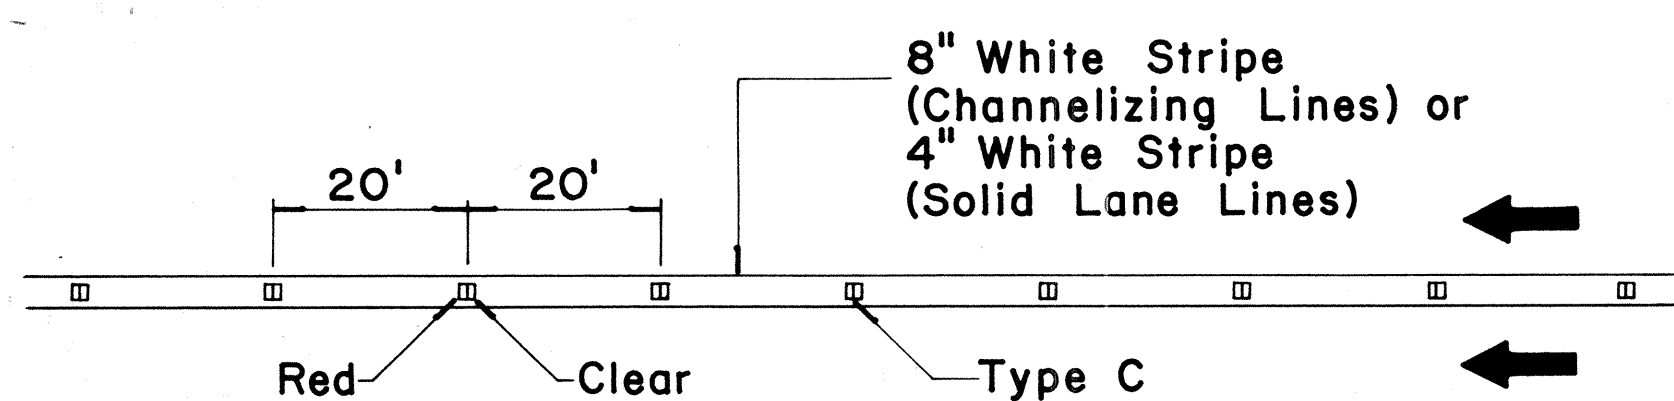 8" White Stripe
(Channelizing Lines) or
4" White Stripe
(Solid Lane Lines)
20' 20'
Red Clear Type C